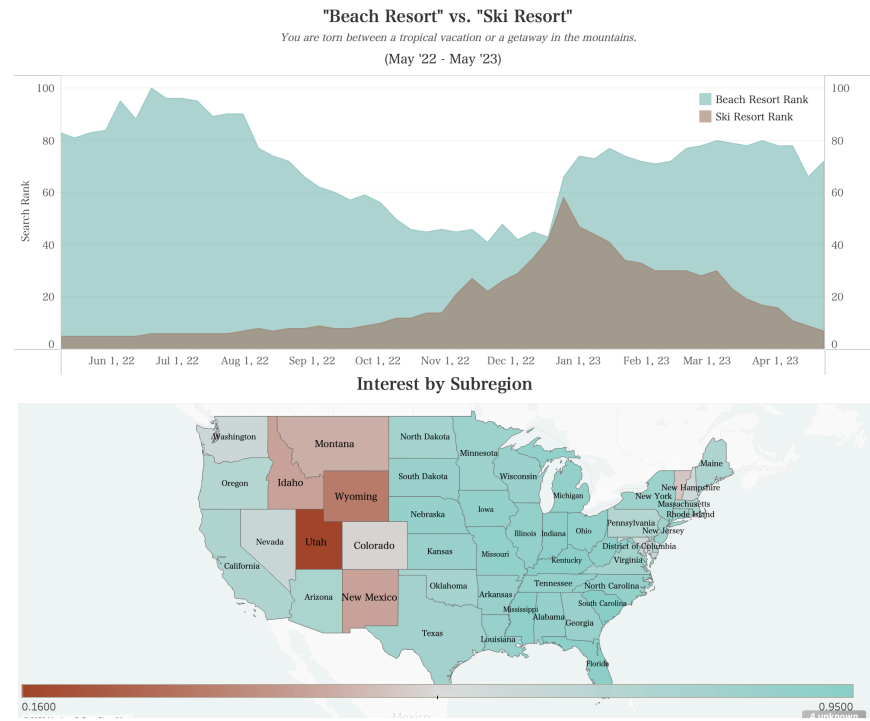 "Beach Resort" vs. "Ski Resort"
You are torn between a tropical vacation or a getaway in the mountains.
(May '22 - May '23)
100
100
Beach Resort Rank
Ski Resort Rank
80
80
Search Rank
60
60
40
40
20
20
0
0
Jun 1, 22
Jul 1, 22
Aug 1, 22
Sep 1, 22
Oct 1, 22
Nov 1, 22
Dec 1, 22
Jan 1, 23
Feb 1, 23
Mar 1, 23
Apr 1, 23
Interest by Subregion
Washington
Montana
North Dakota
Minnesota
Maine
Oregon
Idaho
Wyoming
South Dakota
Wisconsin
Michigan
New York
New Hampshire
Massachusetts
Rhode Island
Nevada
Utah
Colorado
Nebraska
Iowa
Illinois
Indiana
Ohio
Pennsylvania
New Jersey
California
Kansas
Missouri
Kentucky
District of Columbia
Virginia
Arizona
New Mexico
Oklahoma
Arkansas
Tennessee
North Carolina
South Carolina
Mississippi
Alabama
Georgia
Texas
Louisiana
Florida
0.1600
0.9500
Mexico
4 unknown